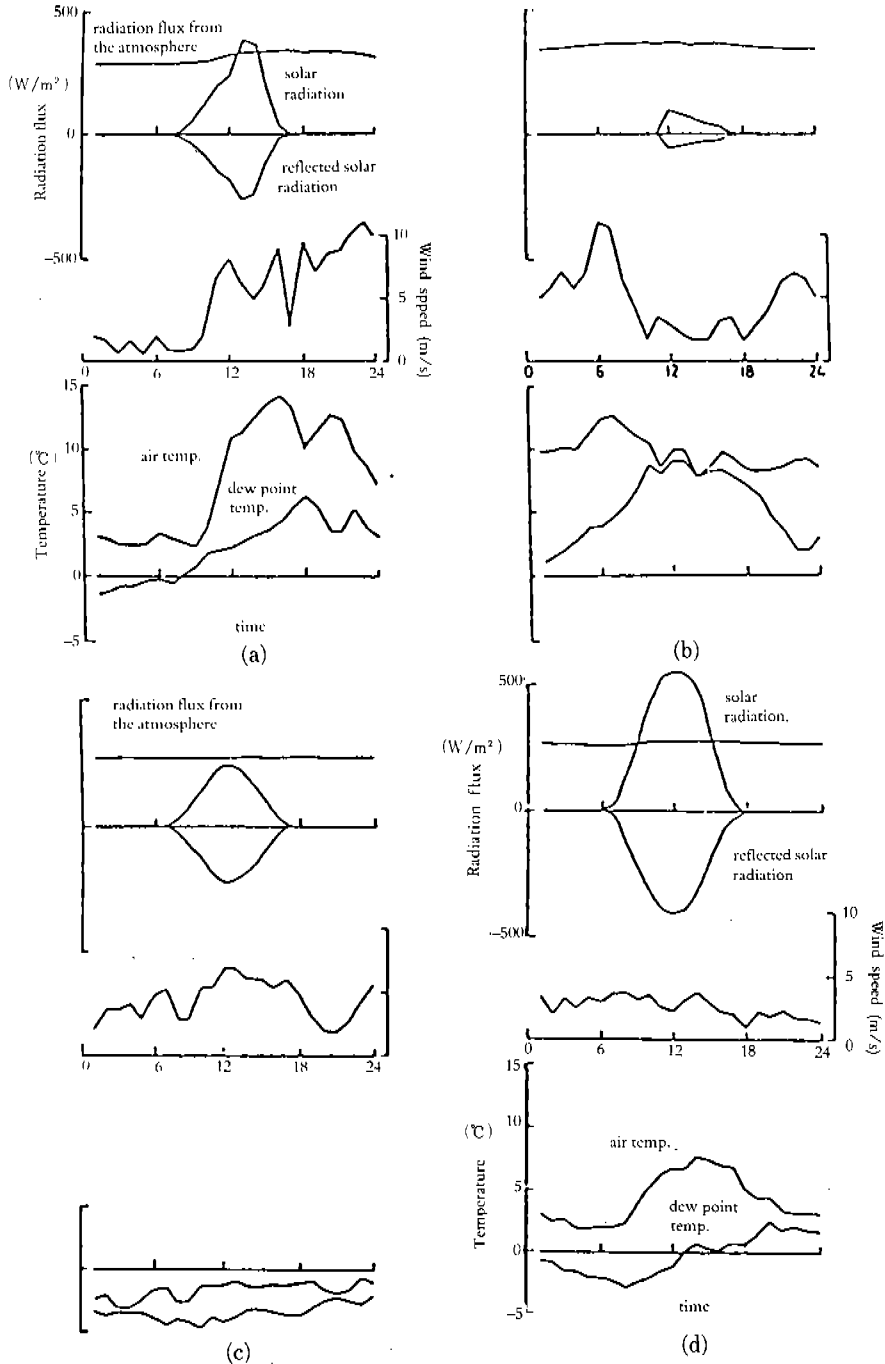 500
radiation flux from
the atmosphere
(W/m²)
solar
radiation
Radiation flux
0
reflected solar
radiation
-500
10
5
0
Wind spped (m/s)
0
6
12
18
24
15
(℃)
10
air temp.
Temperature
5
dew point
temp.
0
-5
time
(a)
0
6
12
18
24
(b)
radiation flux from
the atmosphere
0
6
12
18
24
(c)
500
solar
radiation.
(W/m²)
Radiation flux
0
reflected solar
radiation
-500
10
5
0
Wind speed (m/s)
6
12
18
24
15
(℃)
10
air temp.
Temperature
5
dew point
temp.
0
-5
time
(d)